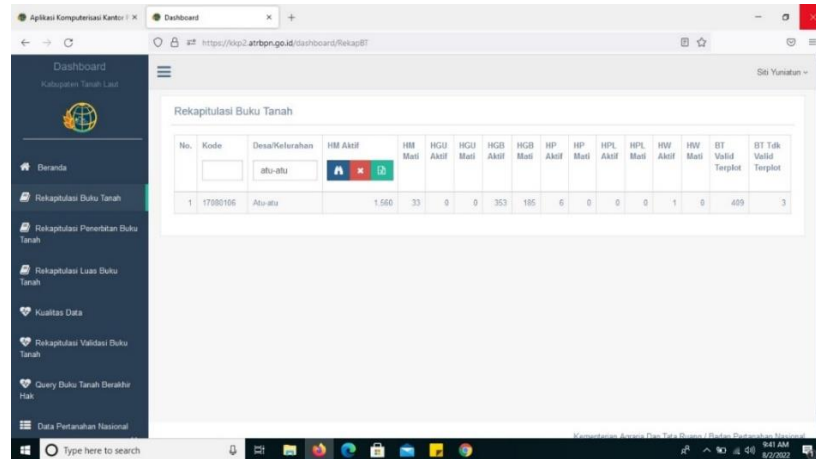 Aplikasi Komputerisasi Kantor
Dashboard
https://kkp2.atrbpn.go.id/dashboard/RekapBT
Dashboard
Kabupaten Tanah Laut
Siti Yuniatun
Beranda
Rekapitulasi Buku Tanah
Rekapitulasi Penerbitan Buku
Tanah
Rekapitulasi Luas Buku
Tanah
Kualitas Data
Rekapitulasi Validasi Buku
Tanah
Query Buku Tanah Berakhir
Hak
Data Pertanahan Nasional
Rekapitulasi Buku Tanah
No. Kode Desa/Kelurahan HM Aktif HM Mati HGU Aktif HGU Mati HGB Aktif HGB Mati HP Aktif HP Mati HPL Aktif HPL Mati HW Aktif HW Mati BT Valid Terplot BT Tdk Valid Terplot
atu-atu
1 17080106 Atu-atu 1.560 33 0 0 353 185 6 0 0 0 1 0 409 3
Kementerian Agraria Dan Tata Ruang / Badan Pertanahan Nasional
Type here to search
9:41 AM
8/2/2022